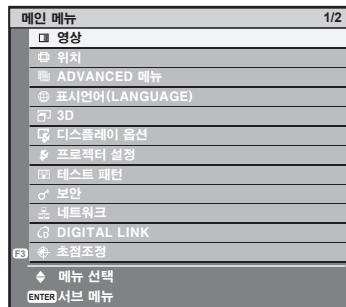 메인 메뉴 1/2
영상
위치
ADVANCED 메뉴
표시언어(LANGUAGE)
3D
디스플레이 옵션
프로젝터 설정
테스트 패턴
보안
네트워크
DIGITAL LINK
F3 초점조정
메뉴 선택
ENTER 서브 메뉴